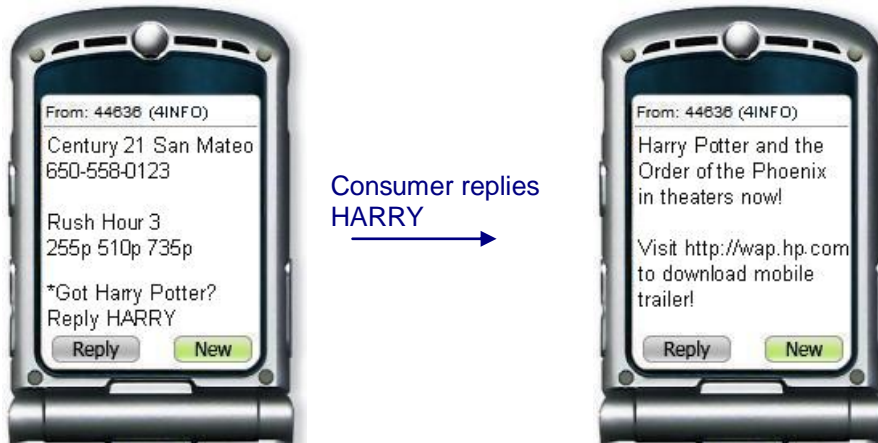 From: 44636 (4INFO)
Century 21 San Mateo
650-558-0123
Rush Hour 3
255p 510p 735p
*Got Harry Potter?
Reply HARRY
Reply
New
Consumer replies
HARRY
From: 44636 (4INFO)
Harry Potter and the
Order of the Phoenix
in theaters now!
Visit http://wap.hp.com
to download mobile
trailer!
Reply
New